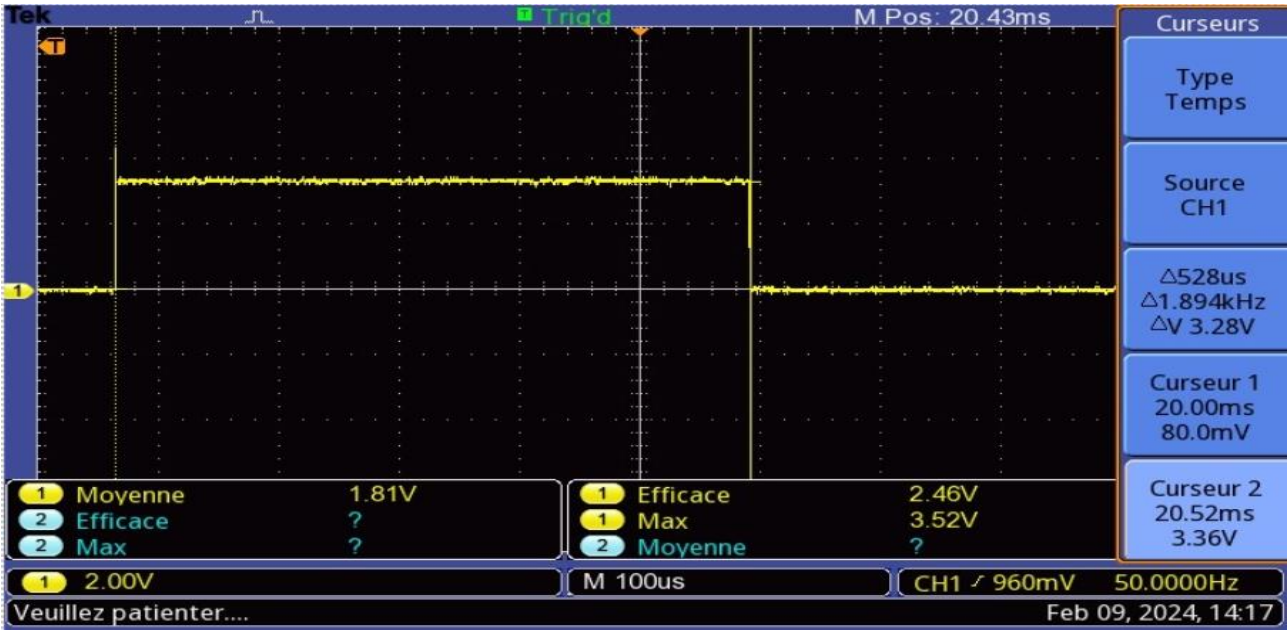 Tek Trig'd M Pos: 20.43ms
T
1
Curseurs
Type
Temps
Source
CH1
△528us
△1.894kHz
△V 3.28V
Curseur 1
20.00ms
80.0mV
Curseur 2
20.52ms
3.36V
1 Moyenne 1.81V 1 Efficace 2.46V
2 Efficace ? 1 Max 3.52V
2 Max ? 2 Moyenne ?
1 2.00V M 100us CH1 / 960mV 50.0000Hz
Veuillez patienter.... Feb 09, 2024, 14:17